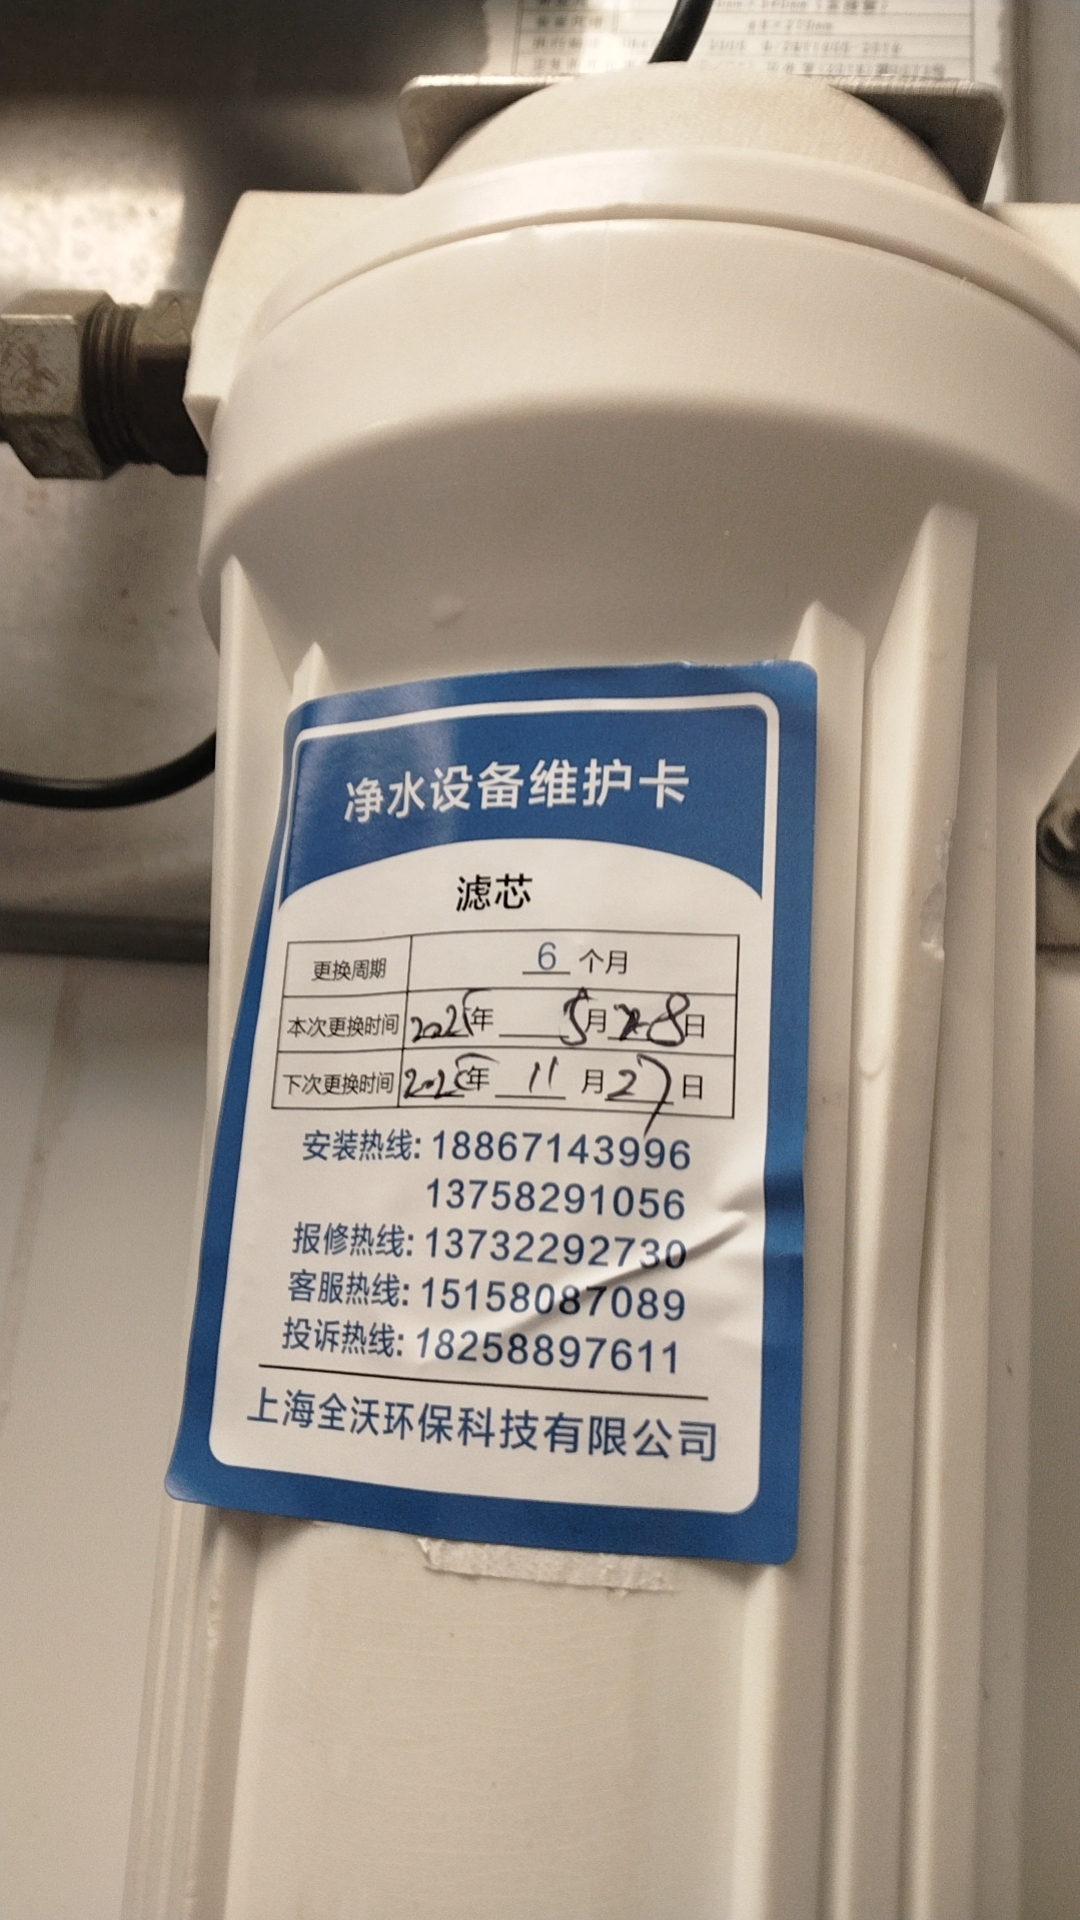 净水设备维护卡
滤芯
更换周期 6 个月
本次更换时间 2025年 5月28日
下次更换时间 2025年 11月27日
安装热线: 18867143996
13758291056
报修热线: 13732292730
客服热线: 15158087089
投诉热线: 18258897611
上海全沃环保科技有限公司